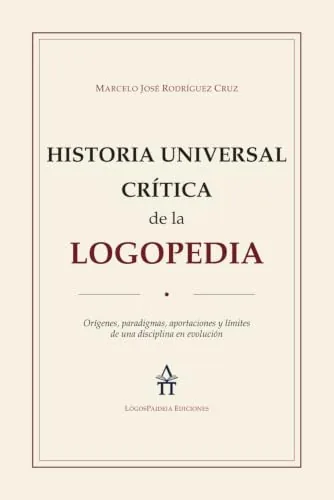 Marcelo José Rodríguez Cruz
HISTORIA UNIVERSAL
CRÍTICA
de la
LOGOPEDIA
Orígenes, paradigmas, aportaciones y límites
de una disciplina en evolución
LogosPaideia Ediciones